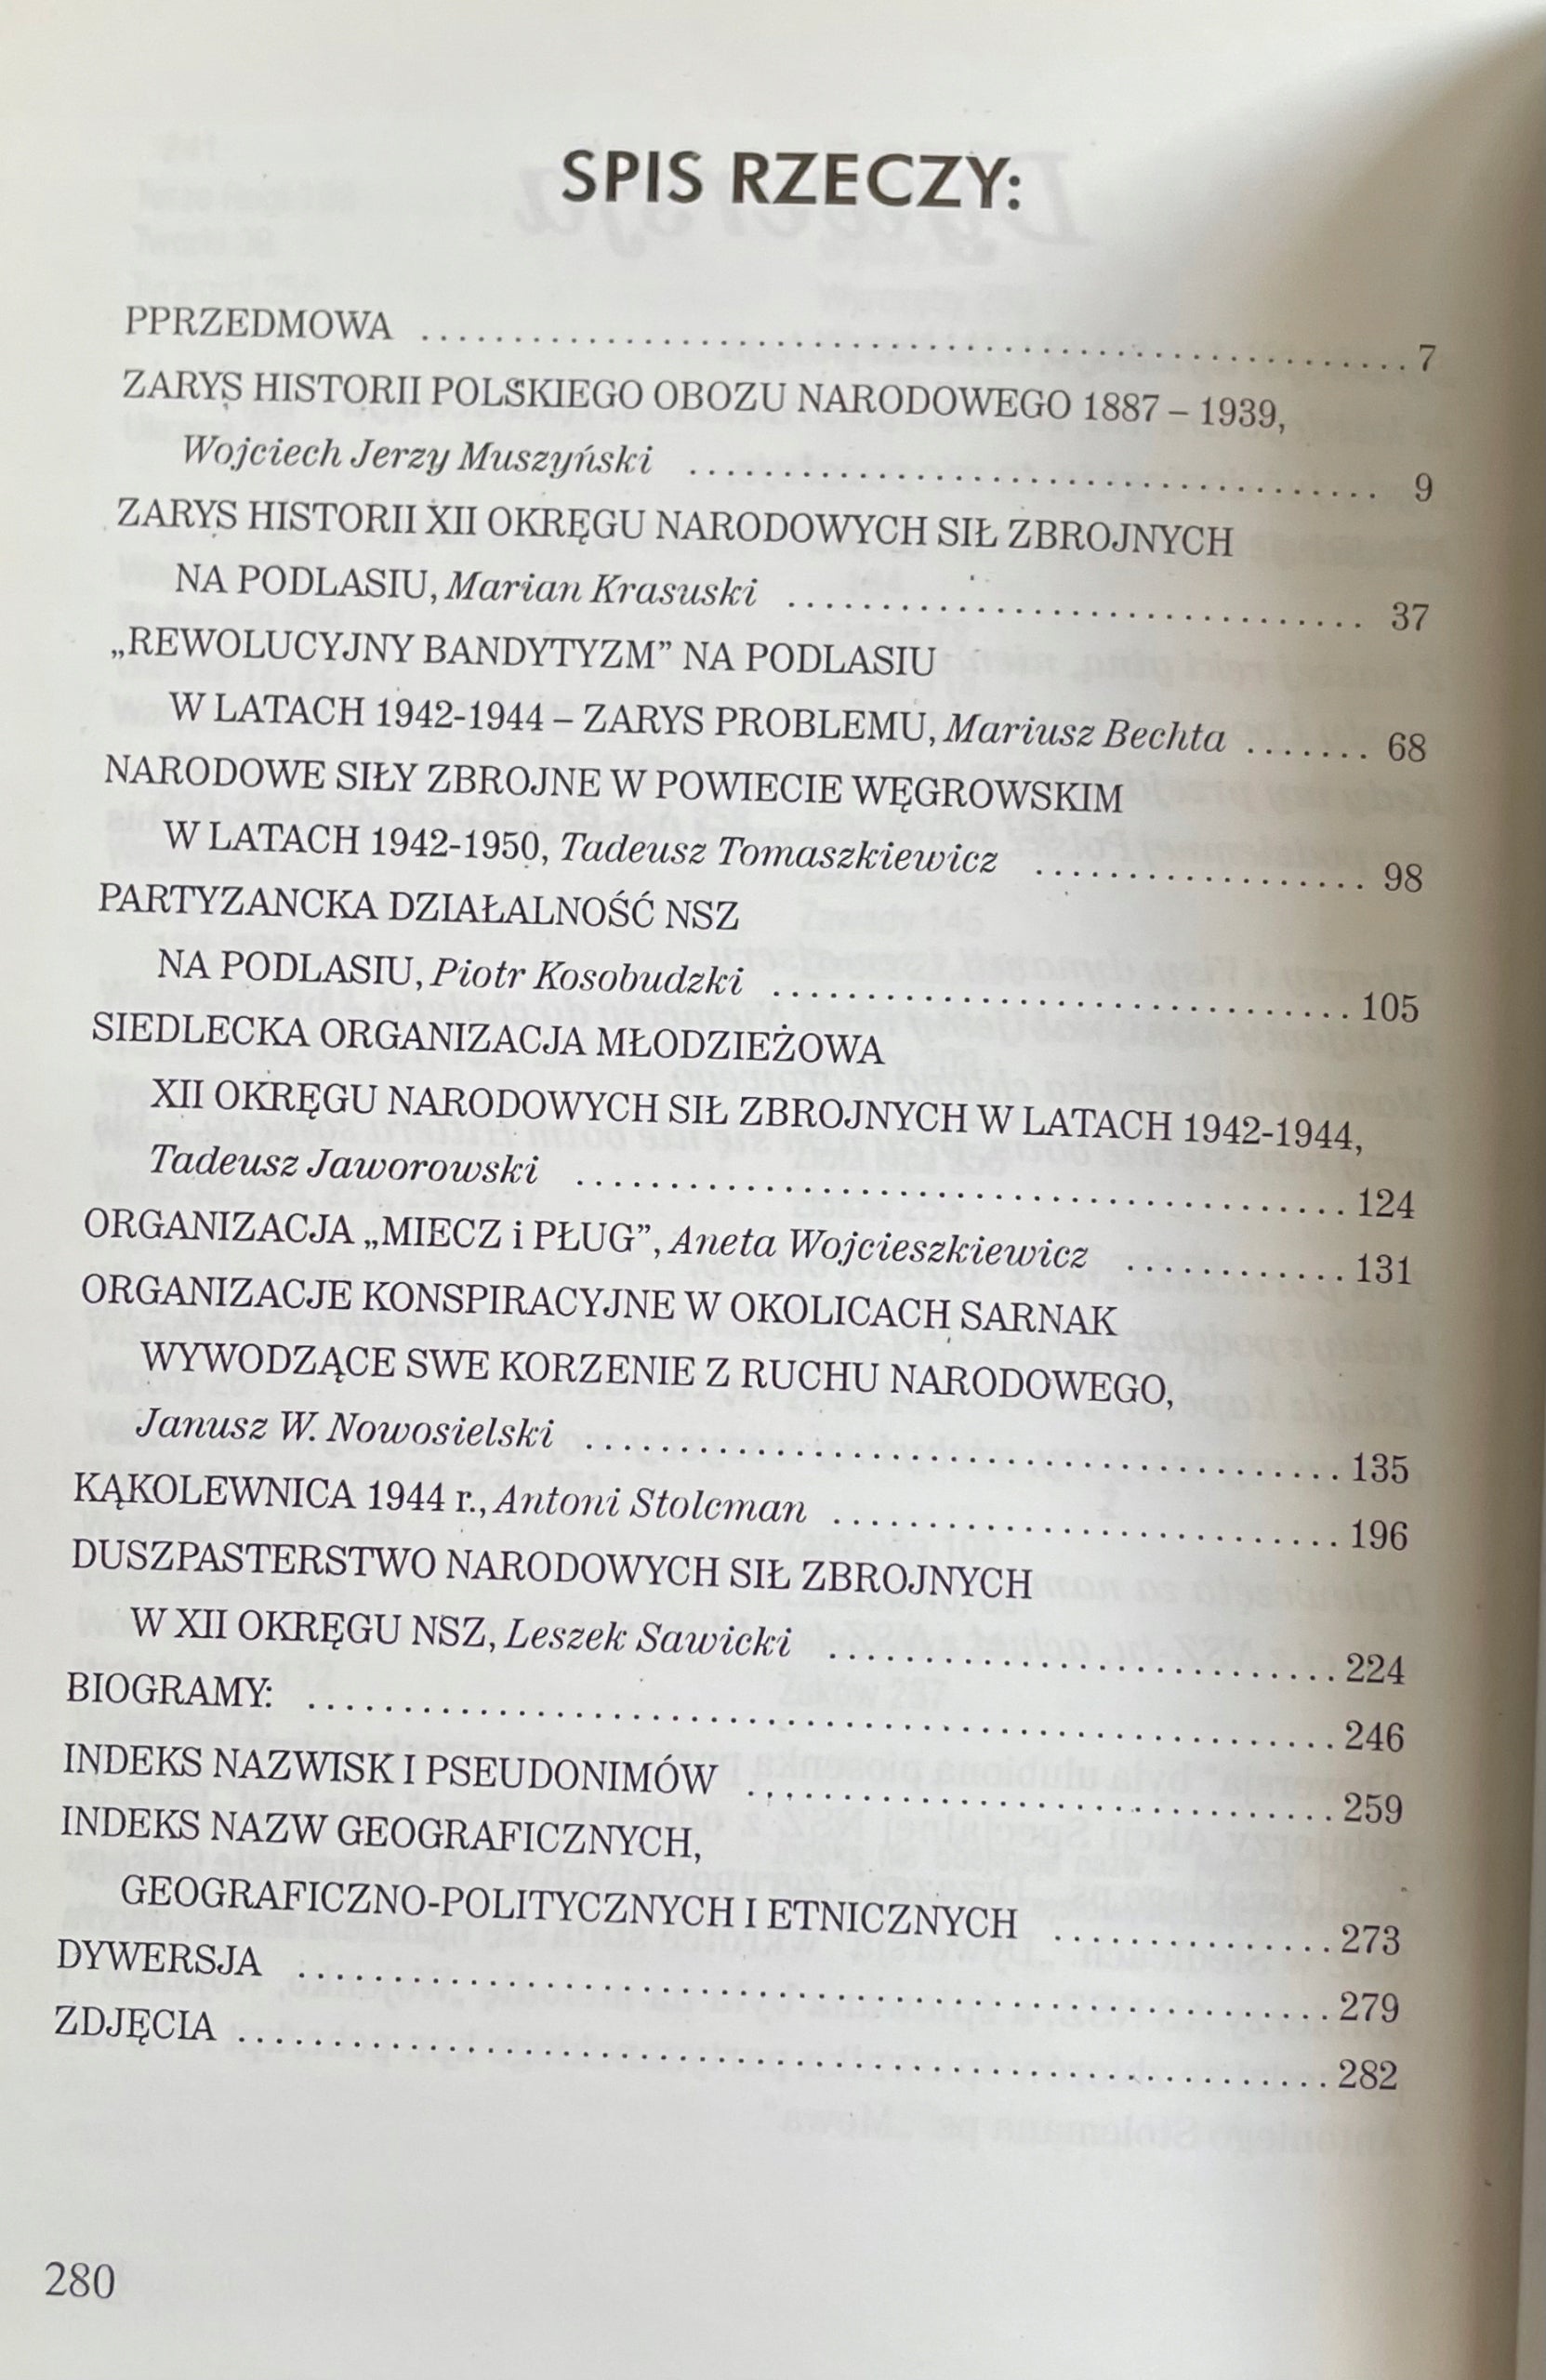 SPIS RZECZY:
PPRZEDMOWA ........ 7
ZARYS HISTORII POLSKIEGO OBOZU NARODOWEGO 1887 – 1939,
Wojciech Jerzy Muszyński ........ 9
ZARYS HISTORII XII OKRĘGU NARODOWYCH SIŁ ZBROJNYCH
NA PODLASIU, Marian Krasuski ........ 37
„REWOLUCYJNY BANDYTYZM” NA PODLASIU
W LATACH 1942-1944 – ZARYS PROBLEMU, Mariusz Bechta ....... 68
NARODOWE SIŁY ZBROJNE W POWIECIE WĘGROWSKIM
W LATACH 1942-1950, Tadeusz Tomaszkiewicz ........ 98
PARTYZANCKA DZIAŁALNOŚĆ NSZ
NA PODLASIU, Piotr Kosobudzki ........ 105
SIEDLECKA ORGANIZACJA MŁODZIEŻOWA
XII OKRĘGU NARODOWYCH SIŁ ZBROJNYCH W LATACH 1942-1944,
Tadeusz Jaworowski ........ 124
ORGANIZACJA „MIECZ i PŁUG”, Aneta Wojcieszkiewicz ........ 131
ORGANIZACJE KONSPIRACYJNE W OKOLICACH SARNAK
WYWODZĄCE SWE KORZENIE Z RUCHU NARODOWEGO,
Janusz W. Nowosielski ........ 135
KĄKOLEWNICA 1944 r., Antoni Stolcman ........ 196
DUSZPASTERSTWO NARODOWYCH SIŁ ZBROJNYCH
W XII OKRĘGU NSZ, Leszek Sawicki ........ 224
BIOGRAMY: ........ 246
INDEKS NAZWISK I PSEUDONIMÓW ........ 259
INDEKS NAZW GEOGRAFICZNYCH,
GEOGRAFICZNO-POLITYCZNYCH I ETNICZNYCH ........ 273
DYWERSJA ........ 279
ZDJĘCIA ........ 282
280